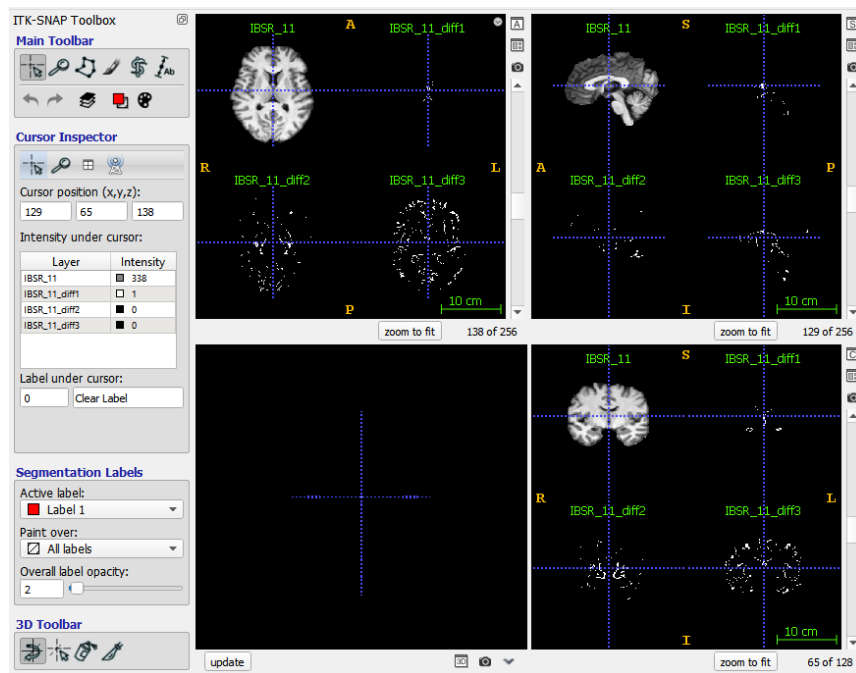 ITK-SNAP Toolbox
Main Toolbar
Ab
Cursor Inspector
Cursor position (x,y,z):
129 65 138
Intensity under cursor:
Layer Intensity
IBSR_11 338
IBSR_11_diff1 1
IBSR_11_diff2 0
IBSR_11_diff3 0
Label under cursor:
0 Clear Label
Segmentation Labels
Active label:
Label 1
Paint over:
All labels
Overall label opacity:
2
3D Toolbar
IBSR_11 A IBSR_11_diff1
R L
IBSR_11_diff2 IBSR_11_diff3
P 10 cm
zoom to fit 138 of 256
A
IBSR_11 S IBSR_11_diff1
A P
IBSR_11_diff2 IBSR_11_diff3
I 10 cm
zoom to fit 129 of 256
S
update 3D
IBSR_11 S IBSR_11_diff1
R L
IBSR_11_diff2 IBSR_11_diff3
I 10 cm
zoom to fit 65 of 128
C